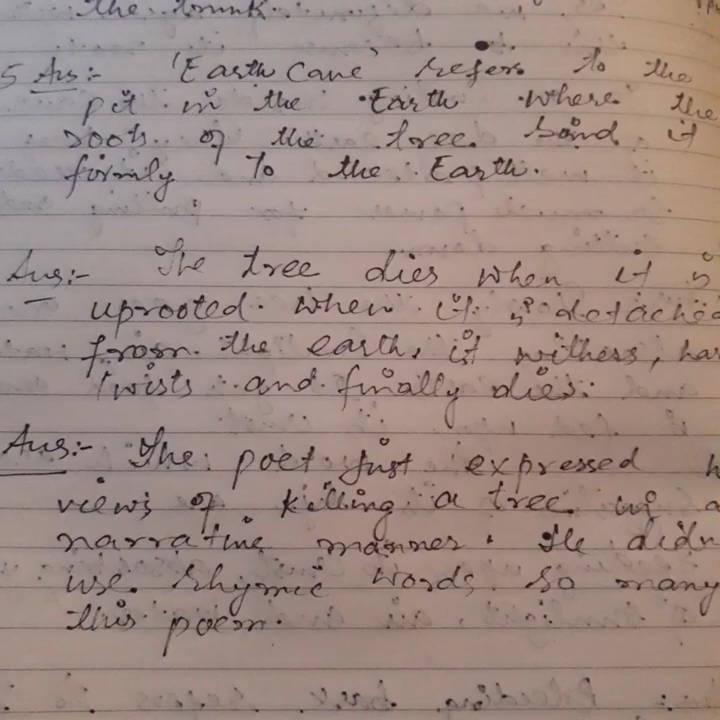 the trunk.
5 Ans:- 'Earth Cave' refers to the
pit in the Earth where the
roots of the tree bond it
firmly to the Earth.
Ans:- The tree dies when it is
uprooted. when it is detached
from the earth, it withers, har
twists and finally dies.
Ans:- The poet just expressed h
views of killing a tree in a
narrative manner. He didn
use rhymic words so many
this poem.